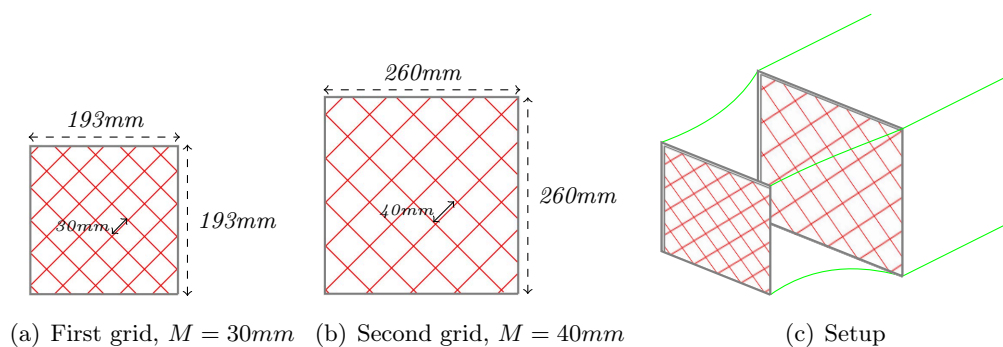 260mm
193mm
30mm
193mm
40mm
260mm
(a) First grid, M = 30mm
(b) Second grid, M = 40mm
(c) Setup